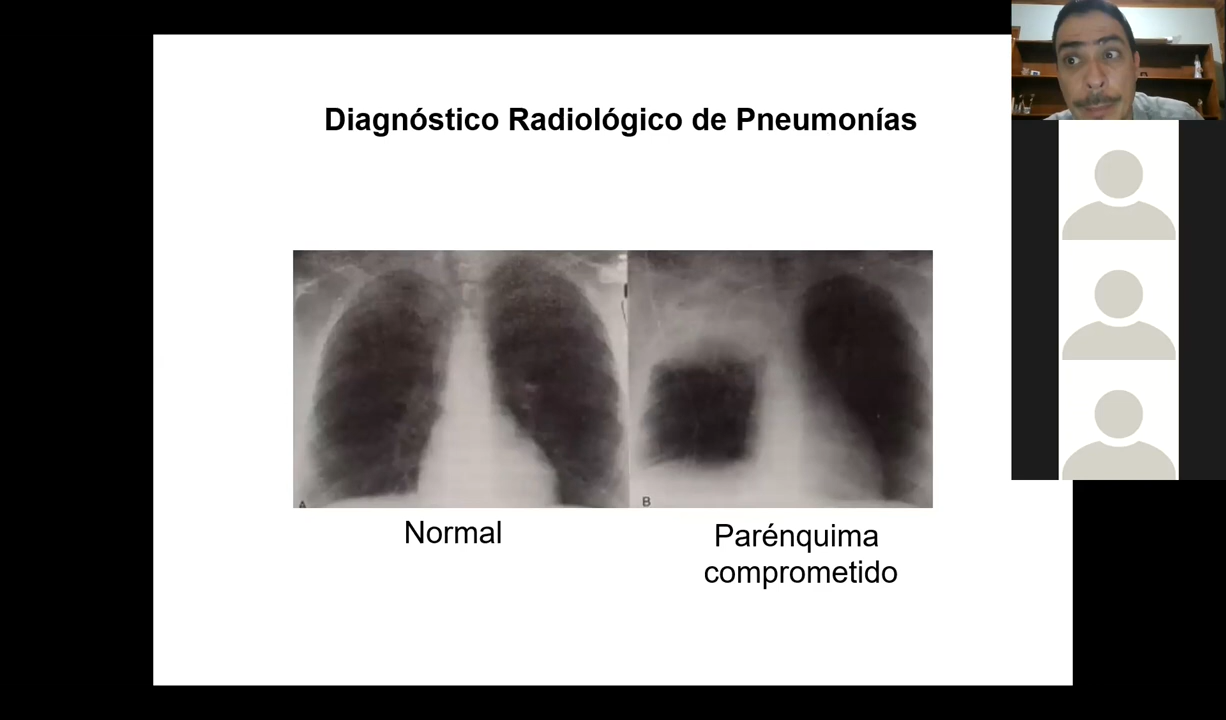 Diagnóstico Radiológico de Pneumonías
A
B
Normal
Parénquima
comprometido